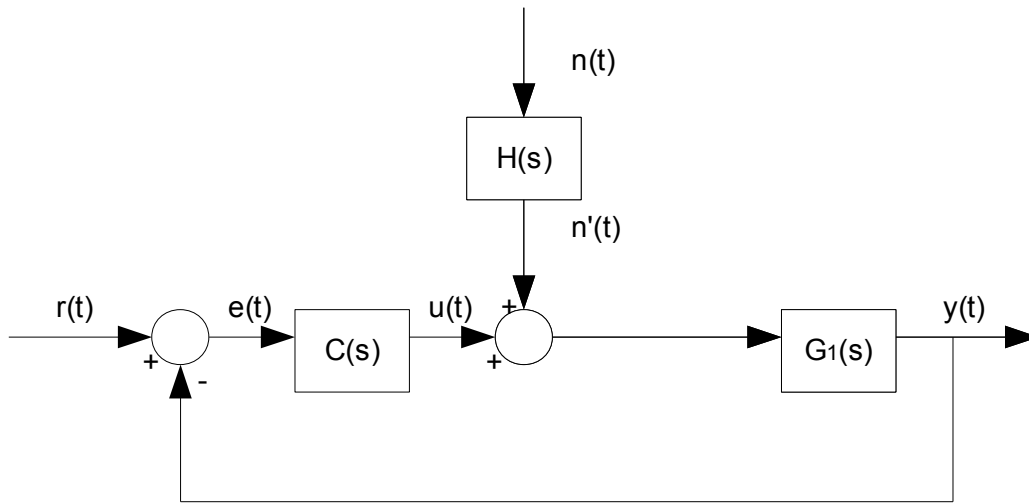 n(t)
H(s)
n'(t)
+
r(t)
e(t)
u(t)
y(t)
+
C(s)
+
G1(s)
-